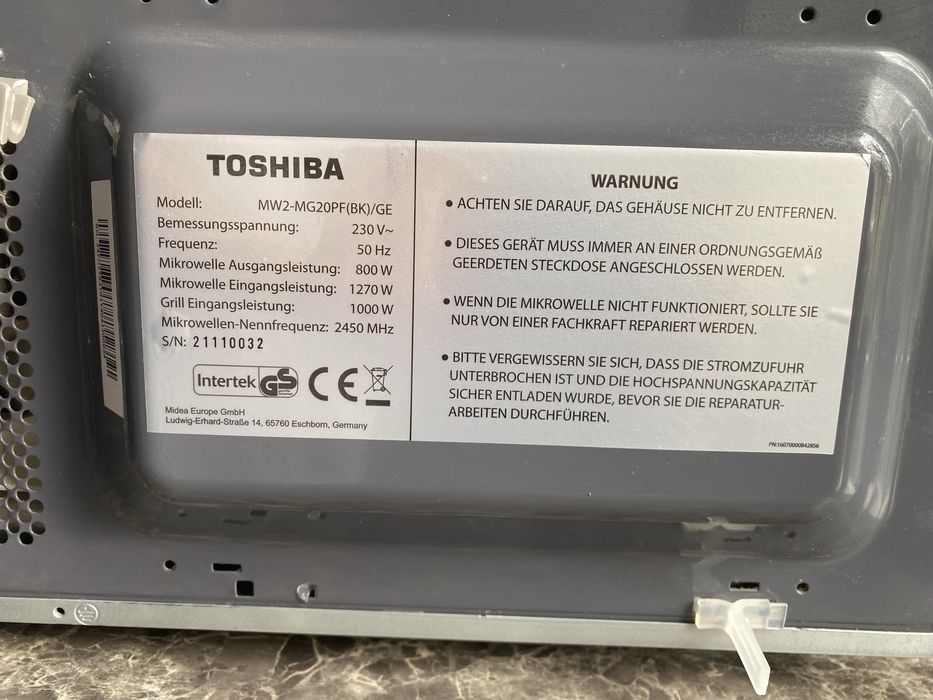 TOSHIBA
Modell: MW2-MG20PF(BK)/GE
Bemessungsspannung: 230 V~
Frequenz: 50 Hz
Mikrowelle Ausgangsleistung: 800 W
Mikrowelle Eingangsleistung: 1270 W
Grill Eingangsleistung: 1000 W
Mikrowellen-Nennfrequenz: 2450 MHz
S/N: 21110032
Intertek GS CE
Midea Europe GmbH
Ludwig-Erhard-Straße 14, 65760 Eschborn, Germany
WARNUNG
• ACHTEN SIE DARAUF, DAS GEHÄUSE NICHT ZU ENTFERNEN.
• DIESES GERÄT MUSS IMMER AN EINER ORDNUNGSGEMÄß
GEERDETEN STECKDOSE ANGESCHLOSSEN WERDEN.
• WENN DIE MIKROWELLE NICHT FUNKTIONIERT, SOLLTE SIE
NUR VON EINER FACHKRAFT REPARIERT WERDEN.
• BITTE VERGEWISSERN SIE SICH, DASS DIE STROMZUFUHR
UNTERBROCHEN IST UND DIE HOCHSPANNUNGSKAPAZITÄT
SICHER ENTLADEN WURDE, BEVOR SIE DIE REPARATUR-
ARBEITEN DURCHFÜHREN.
PN:16070000B42856